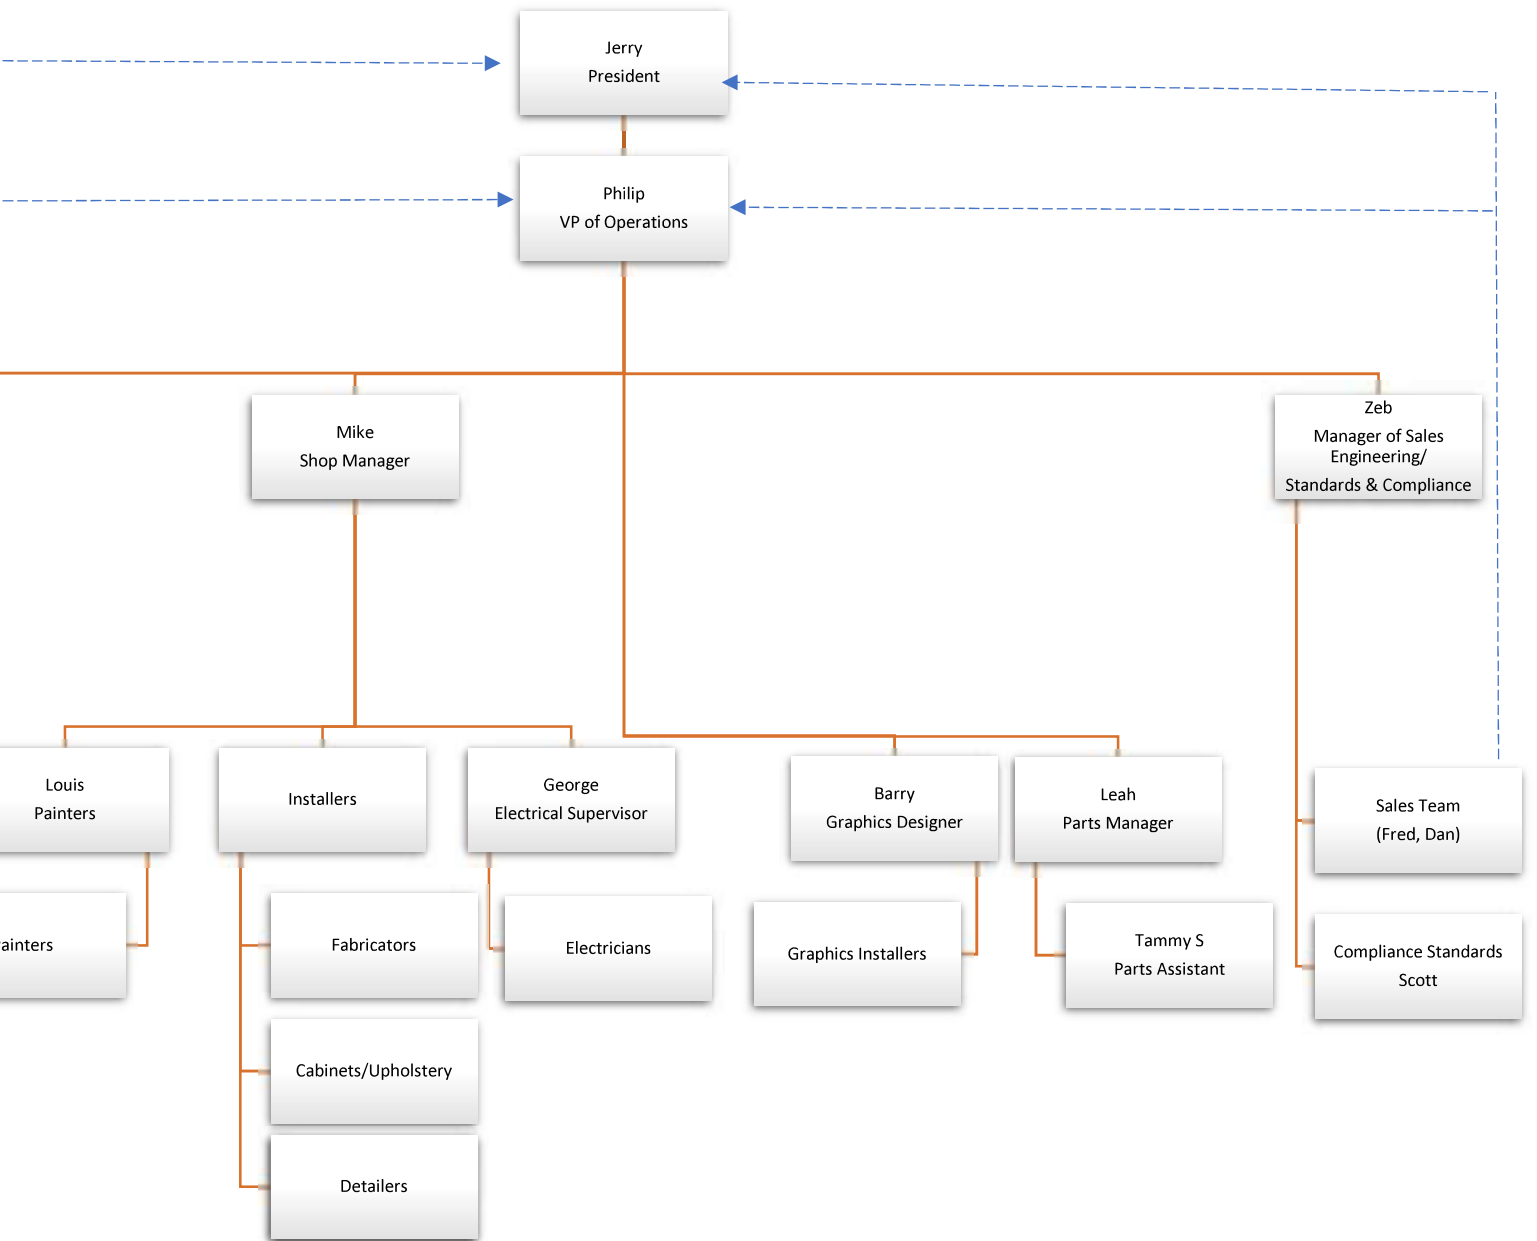 Jerry
President
Philip
VP of Operations
Mike
Shop Manager
Zeb
Manager of Sales
Engineering/
Standards & Compliance
Louis
Painters
Installers
George
Electrical Supervisor
Barry
Graphics Designer
Leah
Parts Manager
Sales Team
(Fred, Dan)
ainters
Fabricators
Electricians
Graphics Installers
Tammy S
Parts Assistant
Compliance Standards
Scott
Cabinets/Upholstery
Detailers